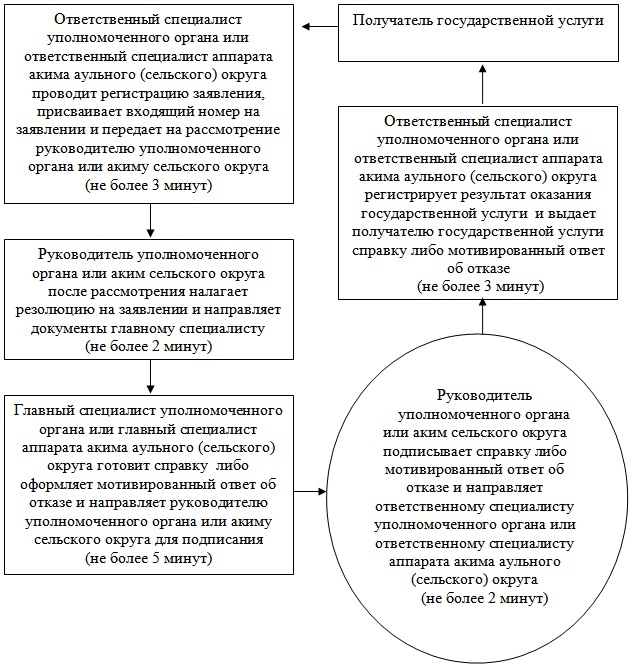 Получатель государственной услуги
Ответственный специалист
уполномоченного органа или
ответственный специалист аппарата
акима аульного (сельского) округа
проводит регистрацию заявления,
присваивает входящий номер на
заявлении и передает на рассмотрение
руководителю уполномоченного
органа или акиму сельского округа
(не более 3 минут)
Руководитель уполномоченного
органа или аким сельского округа
после рассмотрения налагает
резолюцию на заявлении и направляет
документы главному специалисту
(не более 2 минут)
Главный специалист уполномоченного
органа или главный специалист
аппарата акима аульного (сельского)
округа готовит справку либо
оформляет мотивированный ответ об
отказе и направляет руководителю
уполномоченного органа или акиму
сельского округа для подписания
(не более 5 минут)
Руководитель
уполномоченного органа
или аким сельского округа
подписывает справку либо
мотивированный ответ об
отказе и направляет
ответственному специалисту
уполномоченного органа или
ответственному специалисту
аппарата акима аульного
(сельского) округа
(не более 2 минут)
Ответственный специалист
уполномоченного органа или
ответственный специалист аппарата
акима аульного (сельского) округа
регистрирует результат оказания
государственной услуги и выдает
получателю государственной услуги
справку либо мотивированный ответ
об отказе
(не более 3 минут)